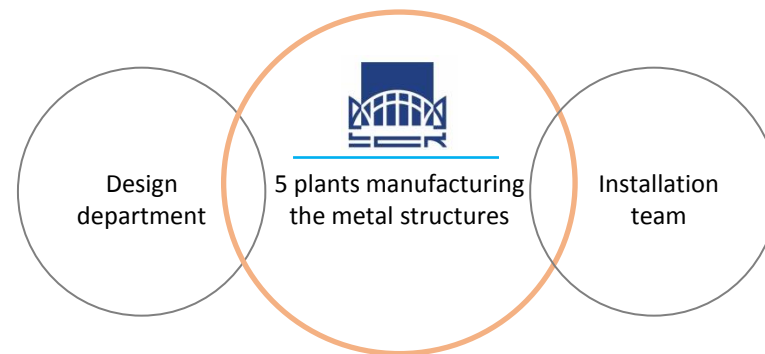 Design
department
5 plants manufacturing
the metal structures
Installation
team